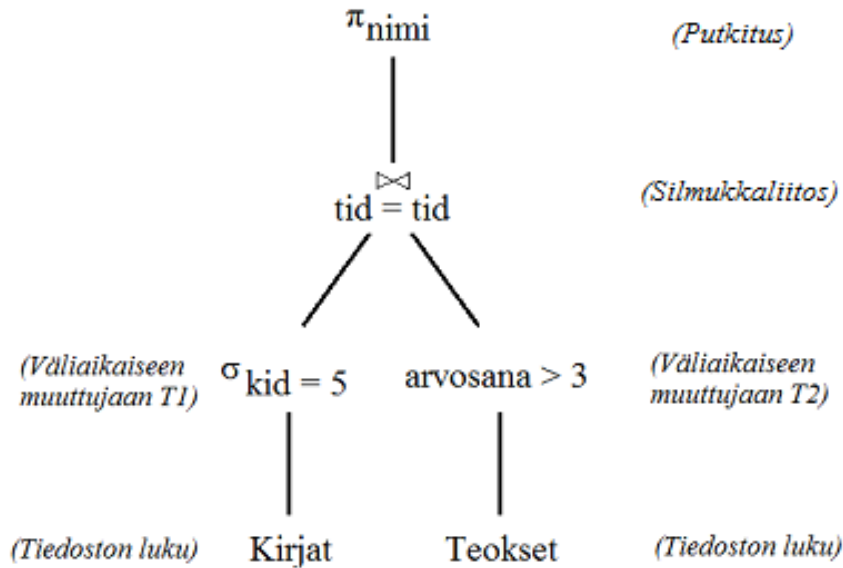 π nimi (Putkitus)
⋈
tid = tid (Silmukkaliitos)
(Väliaikaiseen muuttujaan T1) σ kid = 5 arvosana > 3 (Väliaikaiseen muuttujaan T2)
(Tiedoston luku) Kirjat Teokset (Tiedoston luku)